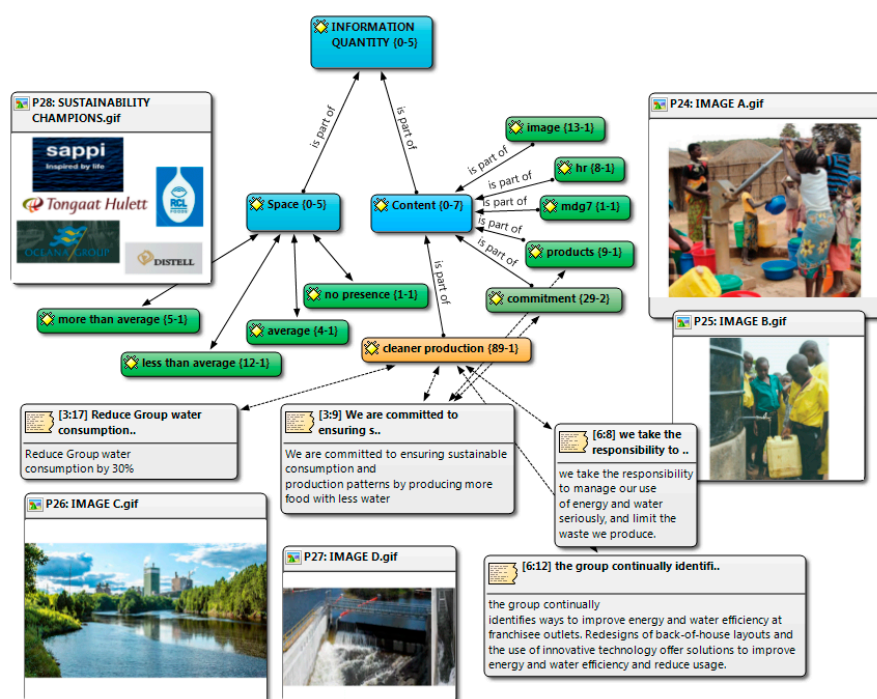 INFORMATION
QUANTITY {0-5}
P28: SUSTAINABILITY
CHAMPIONS.gif
sappi
Inspired by life
Tongaat Hulett
RCL
FOODS
OCEANA GROUP
DISTELL
is part of
is part of
Space {0-5}
Content {0-7}
image {13-1}
is part of
hr {8-1}
is part of
mdg7 {1-1}
is part of
products {9-1}
is part of
commitment {29-2}
is part of
no presence {1-1}
more than average {5-1}
average {4-1}
less than average {12-1}
is part of
cleaner production {89-1}
P24: IMAGE A.gif
P25: IMAGE B.gif
[3:17] Reduce Group water
consumption..
Reduce Group water
consumption by 30%
[3:9] We are committed to
ensuring s..
We are committed to ensuring sustainable
consumption and
production patterns by producing more
food with less water
[6:8] we take the
responsibility to ..
we take the responsibility
to manage our use
of energy and water
seriously, and limit the
waste we produce.
P26: IMAGE C.gif
P27: IMAGE D.gif
[6:12] the group continually identifi..
the group continually
identifies ways to improve energy and water efficiency at
franchisee outlets. Redesigns of back-of-house layouts and
the use of innovative technology offer solutions to improve
energy and water efficiency and reduce usage.